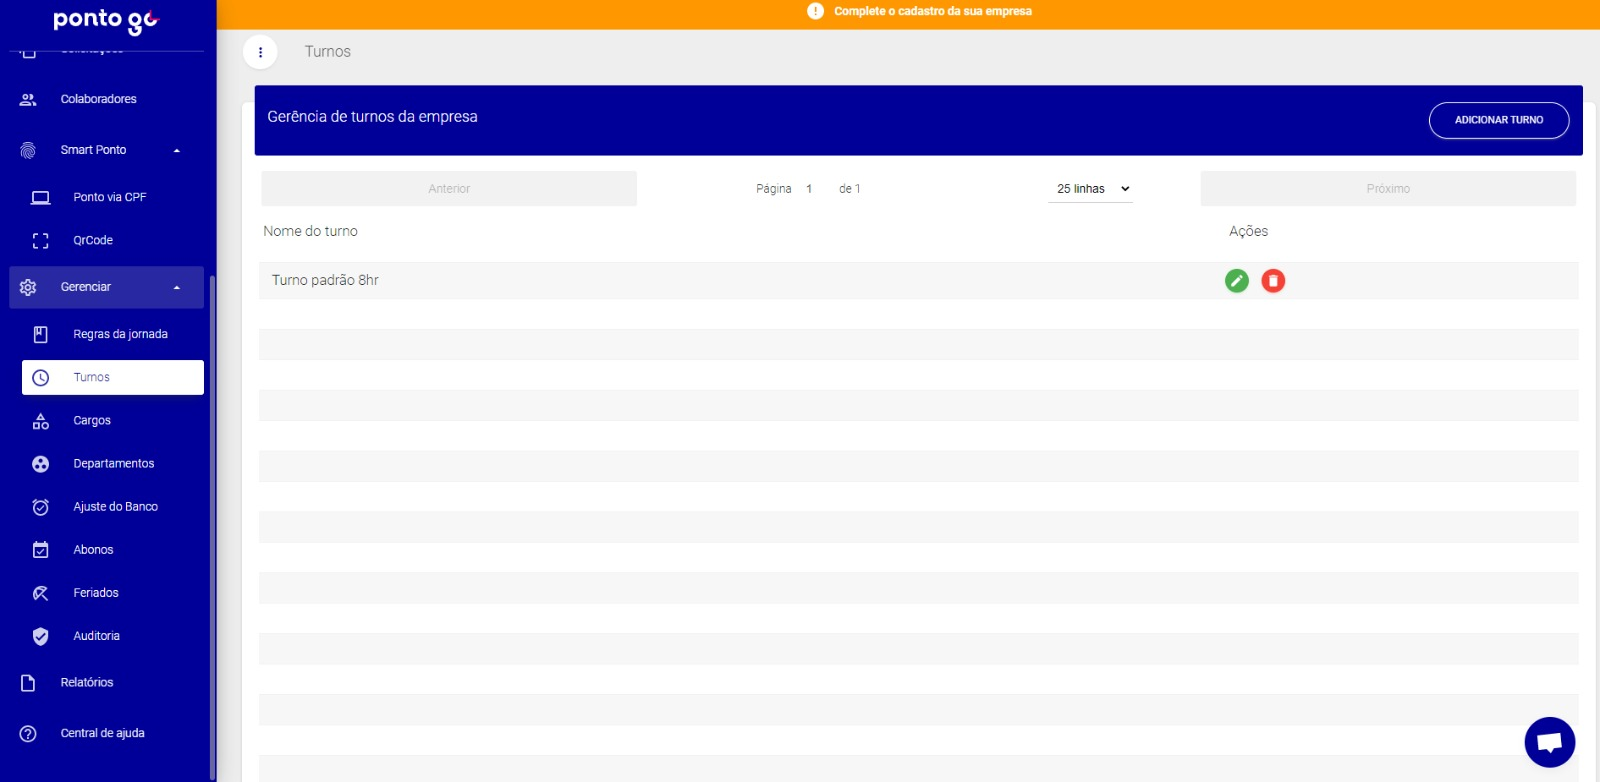 ponto go
Complete o cadastro da sua empresa
Solicitações
Turnos
Colaboradores
Smart Ponto
Ponto via CPF
QrCode
Gerenciar
Regras da jornada
Turnos
Cargos
Departamentos
Ajuste do Banco
Abonos
Feriados
Auditoria
Relatórios
Central de ajuda
Gerência de turnos da empresa
ADICIONAR TURNO
Anterior
Página 1 de 1
25 linhas
Próximo
Nome do turno Ações
Turno padrão 8hr